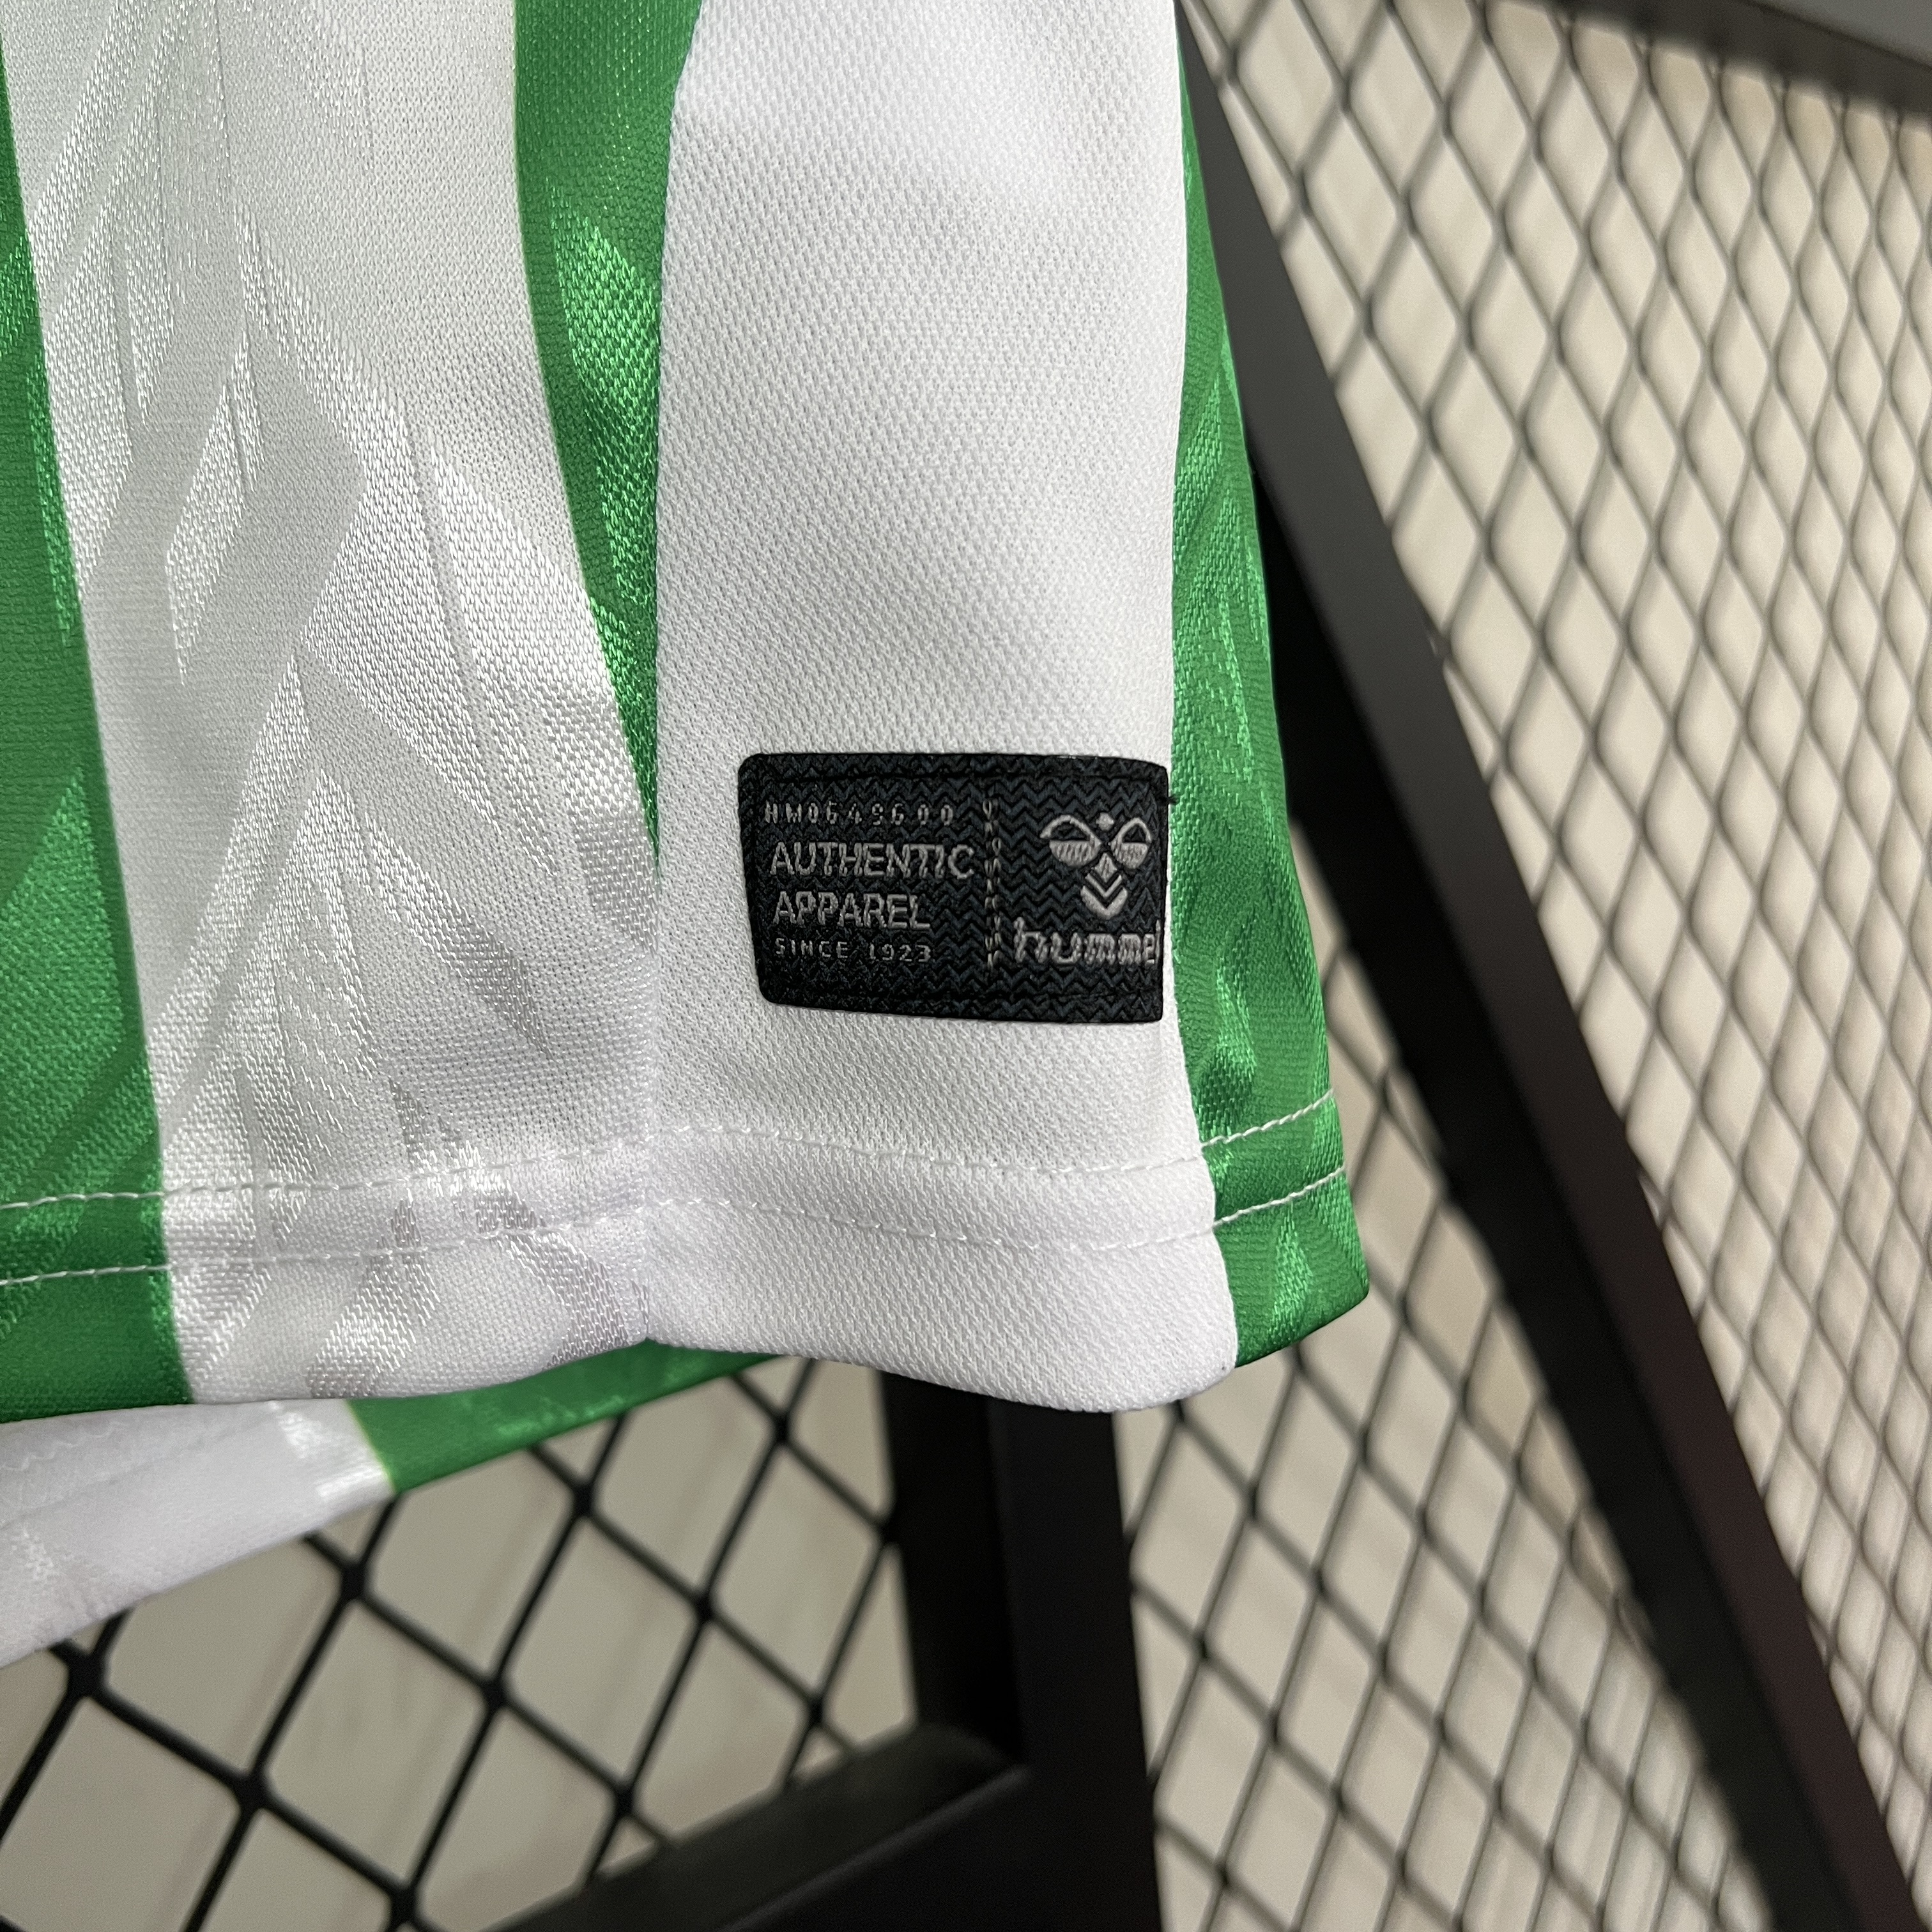 HM0649600
AUTHENTIC
APPAREL
SINCE 1923
hummel